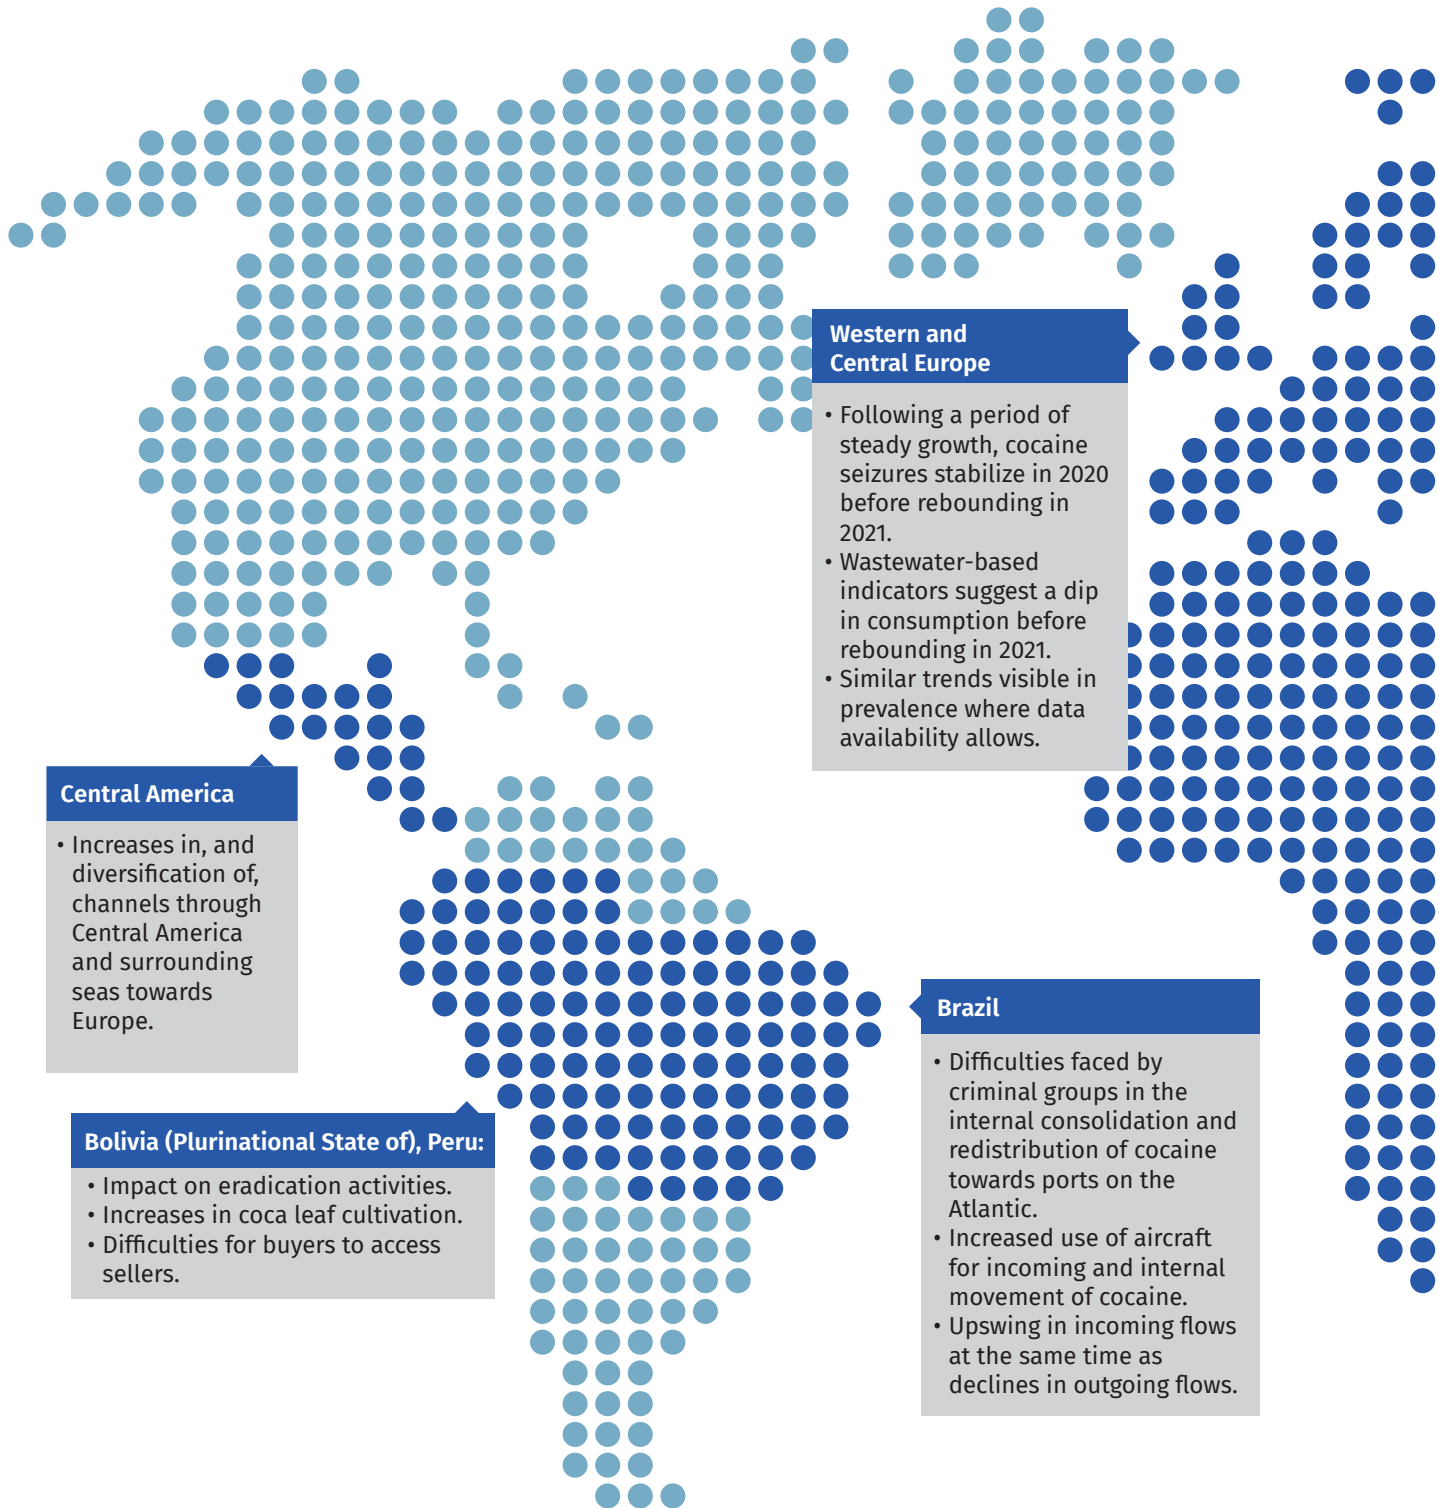 Western and
Central Europe
• Following a period of
steady growth, cocaine
seizures stabilize in 2020
before rebounding in
2021.
• Wastewater-based
indicators suggest a dip
in consumption before
rebounding in 2021.
• Similar trends visible in
prevalence where data
availability allows.
Central America
• Increases in, and
diversification of,
channels through
Central America
and surrounding
seas towards
Europe.
Bolivia (Plurinational State of), Peru:
• Impact on eradication activities.
• Increases in coca leaf cultivation.
• Difficulties for buyers to access
sellers.
Brazil
• Difficulties faced by
criminal groups in the
internal consolidation and
redistribution of cocaine
towards ports on the
Atlantic.
• Increased use of aircraft
for incoming and internal
movement of cocaine.
• Upswing in incoming flows
at the same time as
declines in outgoing flows.